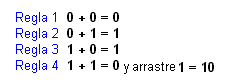 Regla 1 0 + 0 = 0
Regla 2 0 + 1 = 1
Regla 3 1 + 0 = 1
Regla 4 1 + 1 = 0 y arrastre 1 = 10